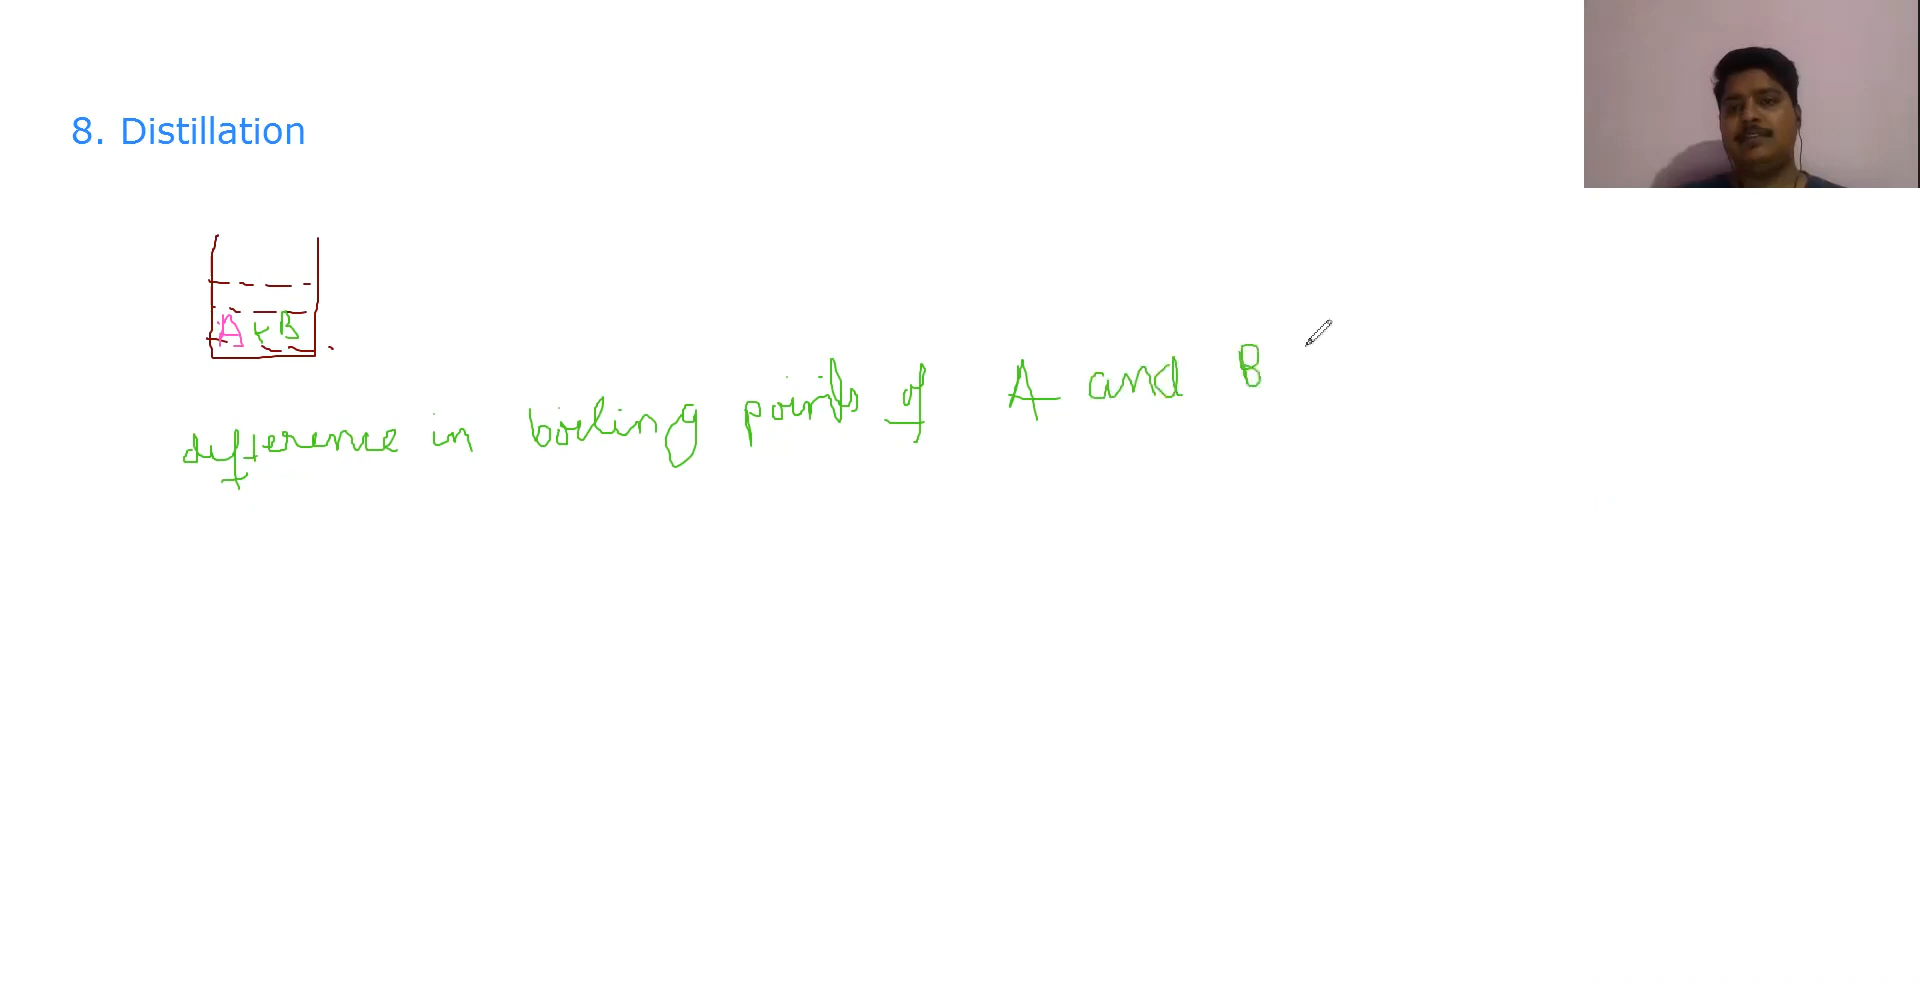 8. Distillation
A + B
difference in boiling points of A and B